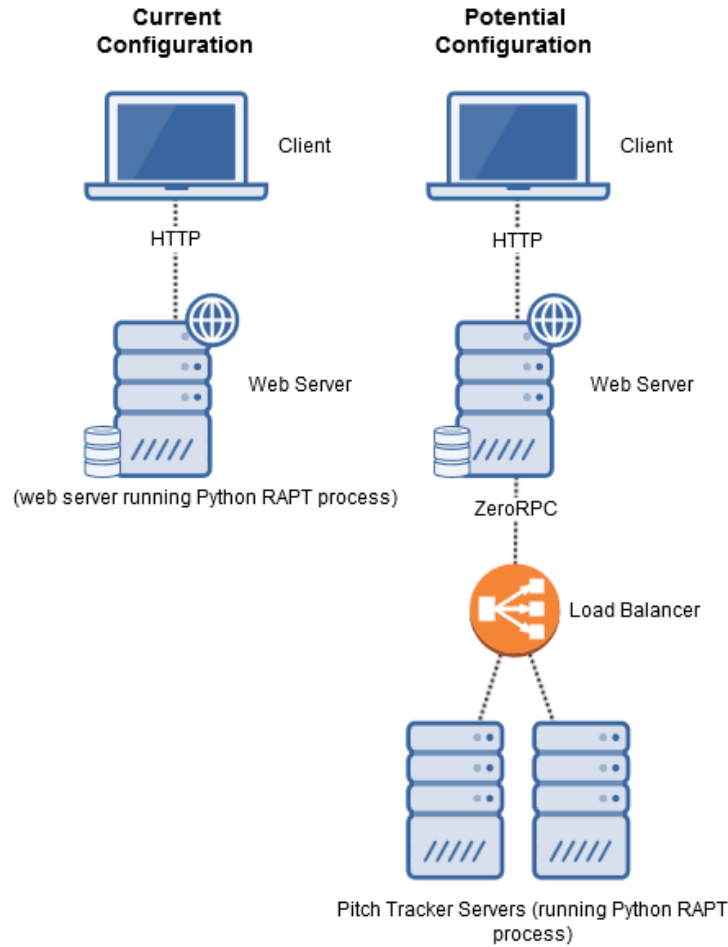 Current
Configuration
Client
HTTP
Web Server
(web server running Python RAPT process)
Potential
Configuration
Client
HTTP
Web Server
ZeroRPC
Load Balancer
Pitch Tracker Servers (running Python RAPT
process)